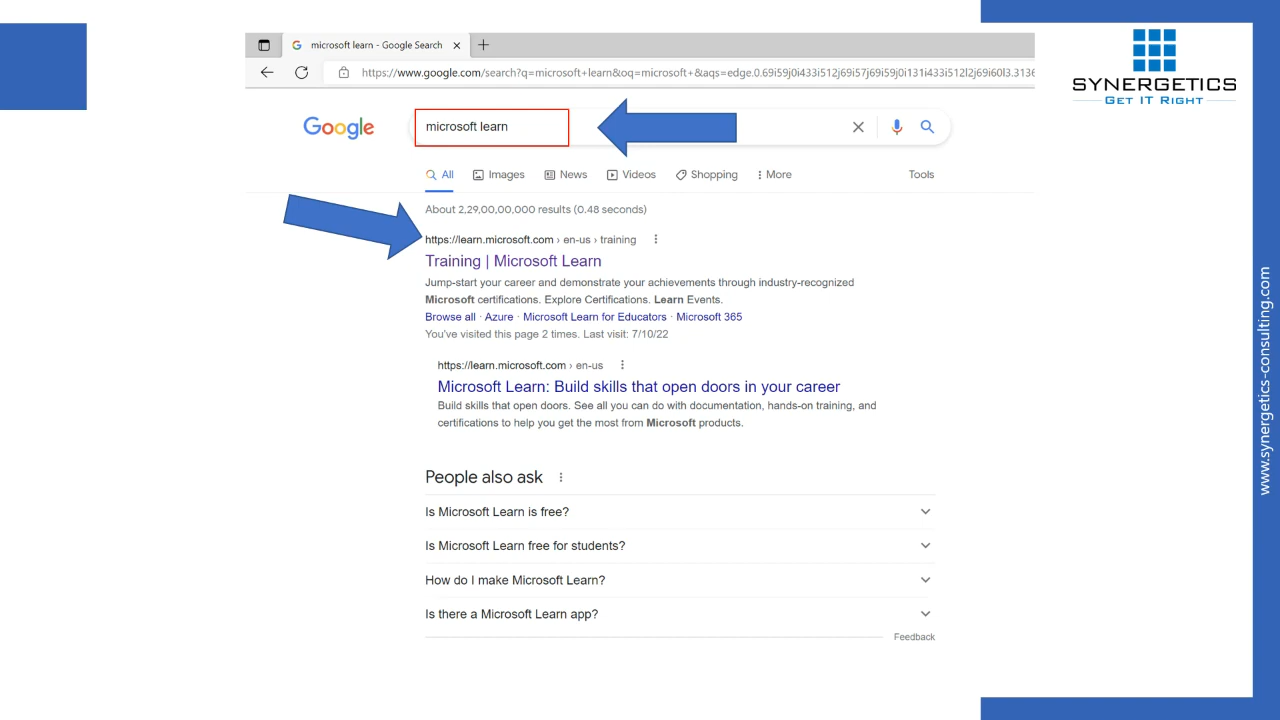 microsoft learn - Google Search
https://www.google.com/search?q=microsoft+learn&oq=microsoft+&aqs=edge.0.69i59j0i433i512j69i57j69i59j0i131i433i512l2j69i60l3.3136
SYNERGETICS
GET IT RIGHT
Google
microsoft learn
All Images News Videos Shopping More Tools
About 2,29,00,00,000 results (0.48 seconds)
https://learn.microsoft.com › en-us › training
Training | Microsoft Learn
Jump-start your career and demonstrate your achievements through industry-recognized
Microsoft certifications. Explore Certifications. Learn Events.
Browse all · Azure · Microsoft Learn for Educators · Microsoft 365
You've visited this page 2 times. Last visit: 7/10/22
https://learn.microsoft.com › en-us
Microsoft Learn: Build skills that open doors in your career
Build skills that open doors. See all you can do with documentation, hands-on training, and
certifications to help you get the most from Microsoft products.
People also ask
Is Microsoft Learn is free?
Is Microsoft Learn free for students?
How do I make Microsoft Learn?
Is there a Microsoft Learn app?
Feedback
www.synergetics-consulting.com